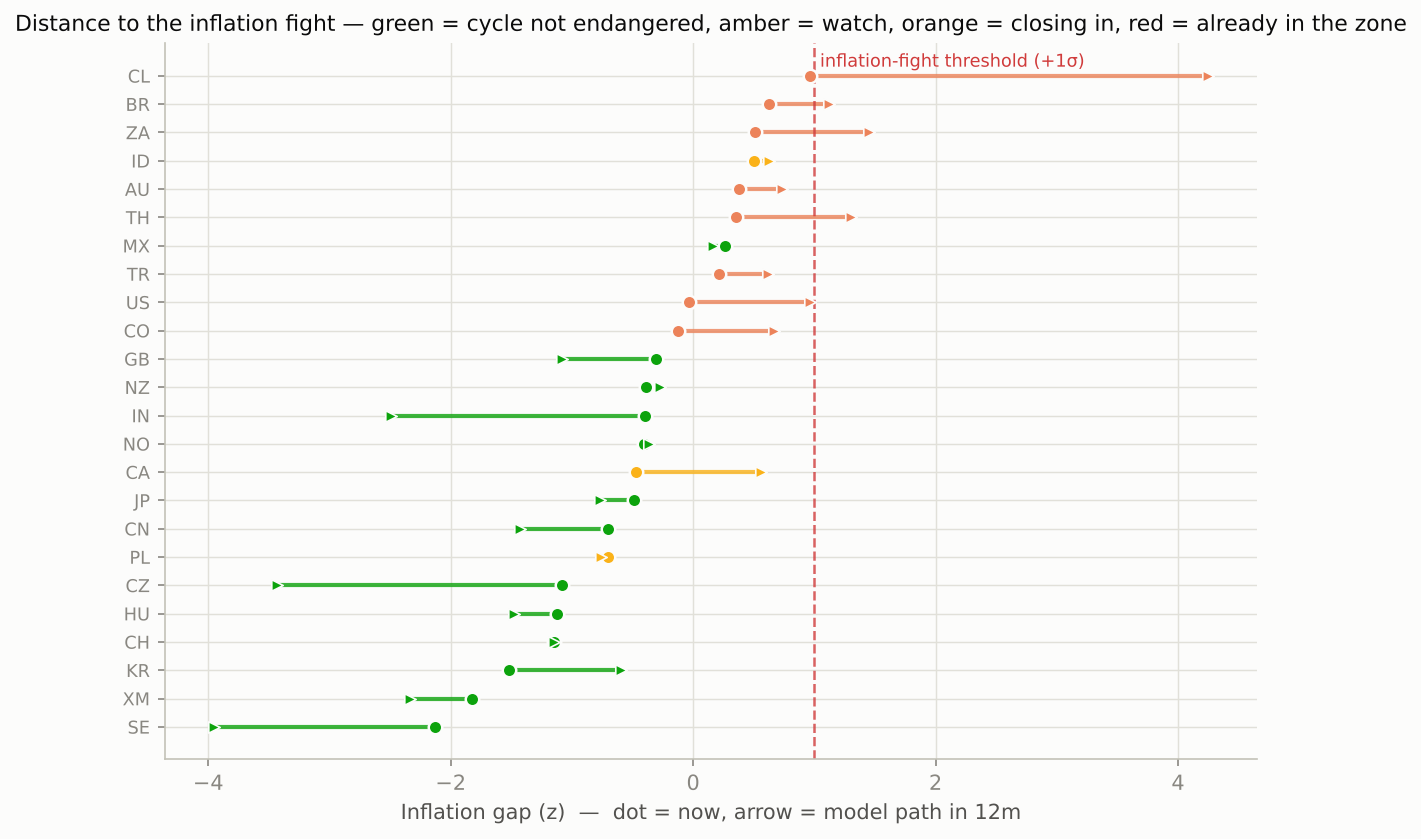 Distance to the inflation fight — green = cycle not endangered, amber = watch, orange = closing in, red = already in the zone
inflation-fight threshold (+1σ)
CL
BR
ZA
ID
AU
TH
MX
TR
US
CO
GB
NZ
IN
NO
CA
JP
CN
PL
CZ
HU
CH
KR
XM
SE
−4 −2 0 2 4
Inflation gap (z) — dot = now, arrow = model path in 12m